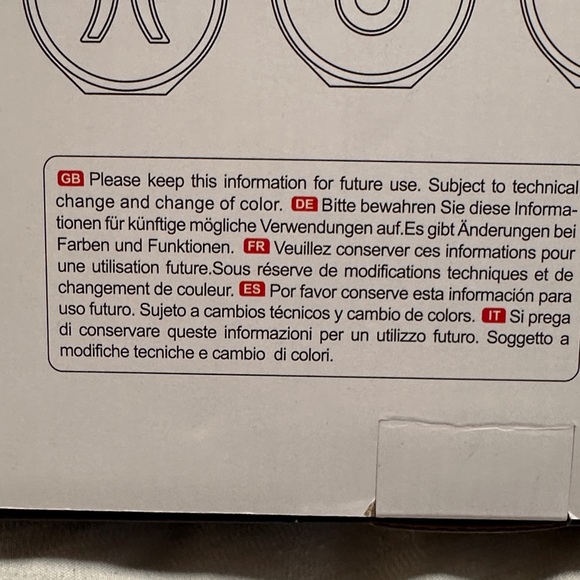 GB Please keep this information for future use. Subject to technical
change and change of color. DE Bitte bewahren Sie diese Informa-
tionen für künftige mögliche Verwendungen auf.Es gibt Änderungen bei
Farben und Funktionen. FR Veuillez conserver ces informations pour
une utilisation future.Sous réserve de modifications techniques et de
changement de couleur. ES Por favor conserve esta información para
uso futuro. Sujeto a cambios técnicos y cambio de colors. IT Si prega
di conservare queste informazioni per un utilizzo futuro. Soggetto a
modifiche tecniche e cambio di colori.